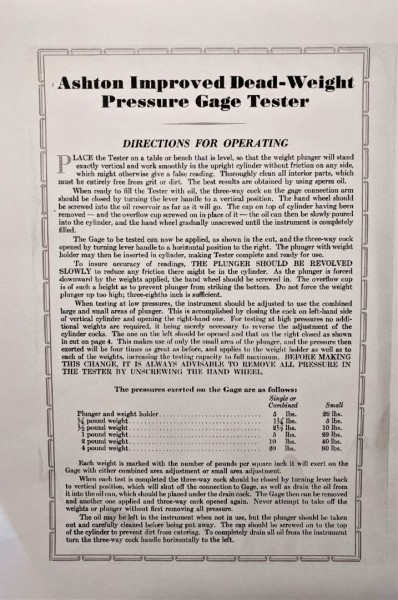 Ashton Improved Dead-Weight
Pressure Gage Tester
DIRECTIONS FOR OPERATING
PLACE the Tester on a table or bench that is level, so that the weight plunger will stand
exactly vertical and work smoothly in the upright cylinder without friction on any side,
which might otherwise give a false reading. Thoroughly clean all interior parts, which
must be entirely free from grit or dirt. The best results are obtained by using sperm oil.
When ready to fill the Tester with oil, the three-way cock on the gage connection arm
should be closed by turning the lever handle to a vertical position. The hand wheel should
be screwed into the oil reservoir as far as it will go. The cap on top of cylinder having been
removed — and the overflow cup screwed on in place of it — the oil can then be slowly poured
into the cylinder, and the hand wheel gradually unscrewed until the instrument is completely
filled.
The Gage to be tested can now be applied, as shown in the cut, and the three-way cock
opened by turning lever handle to a horizontal position to the right. The plunger with weight
holder may then be inserted in cylinder, making Tester complete and ready for use.
To insure accuracy of readings, THE PLUNGER SHOULD BE REVOLVED
SLOWLY to reduce any friction there might be in the cylinder. As the plunger is forced
downward by the weights applied, the hand wheel should be screwed in. The overflow cup
is of such a height as to prevent plunger from striking the bottom. Do not force the weight
plunger up too high; three-eighths inch is sufficient.
When testing at low pressures, the instrument should be adjusted to use the combined
large and small areas of plunger. This is accomplished by closing the cock on left-hand side
of vertical cylinder and opening the right-hand one. For testing at high pressures no addi-
tional weights are required, it being merely necessary to reverse the adjustment of the
cylinder cocks. The one on the left should be opened and that on the right closed as shown
in cut on page 4. This makes use of only the small area of the plunger, and the pressure then
exerted will be four times as great as before, and applies to the weight holder as well as to
each of the weights, increasing the testing capacity to full maximum. BEFORE MAKING
THIS CHANGE, IT IS ALWAYS ADVISABLE TO REMOVE ALL PRESSURE IN
THE TESTER BY UNSCREWING THE HAND WHEEL.
The pressures exerted on the Gage are as follows:
Single or
Combined Small
Plunger and weight holder 5 lbs. 20 lbs.
¼ pound weight 1¼ lbs. 5 lbs.
½ pound weight 2½ lbs. 10 lbs.
1 pound weight 5 lbs. 20 lbs.
2 pound weight 10 lbs. 40 lbs.
4 pound weight 20 lbs. 80 lbs.
Each weight is marked with the number of pounds per square inch it will exert on the
Gage with either combined area adjustment or small area adjustment.
When each test is completed the three-way cock should be closed by turning lever back
to vertical position, which will shut off the connection to Gage, as well as drain the oil from
it into the oil can, which should be placed under the drain cock. The Gage then can be removed
and another one applied and three-way cock opened again. Never attempt to take off the
weights or plunger without first removing all pressure.
The oil may be left in the instrument when not in use, but the plunger should be taken
out and carefully cleaned before being put away. The cap should be screwed on to the top
of the cylinder to prevent dirt from entering. To completely drain all oil from the instrument
turn the three-way cock handle horizontally to the left.